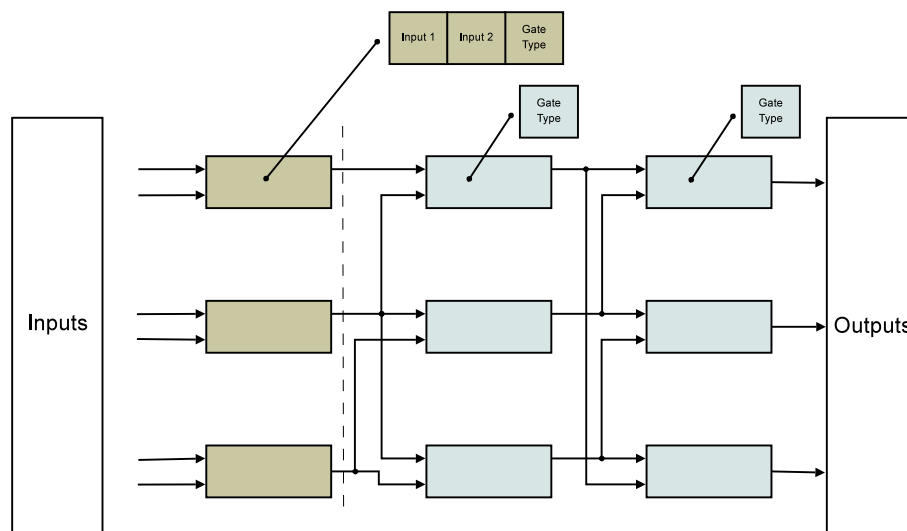 Input 1
Input 2
Gate
Type
Gate
Type
Gate
Type
Inputs
Outputs